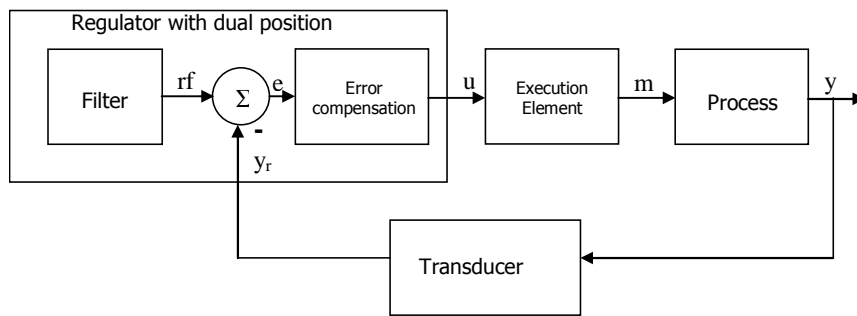 Regulator with dual position
Filter
rf
Σ
e
Error
compensation
u
Execution
Element
m
Process
y
-
yᵣ
Transducer